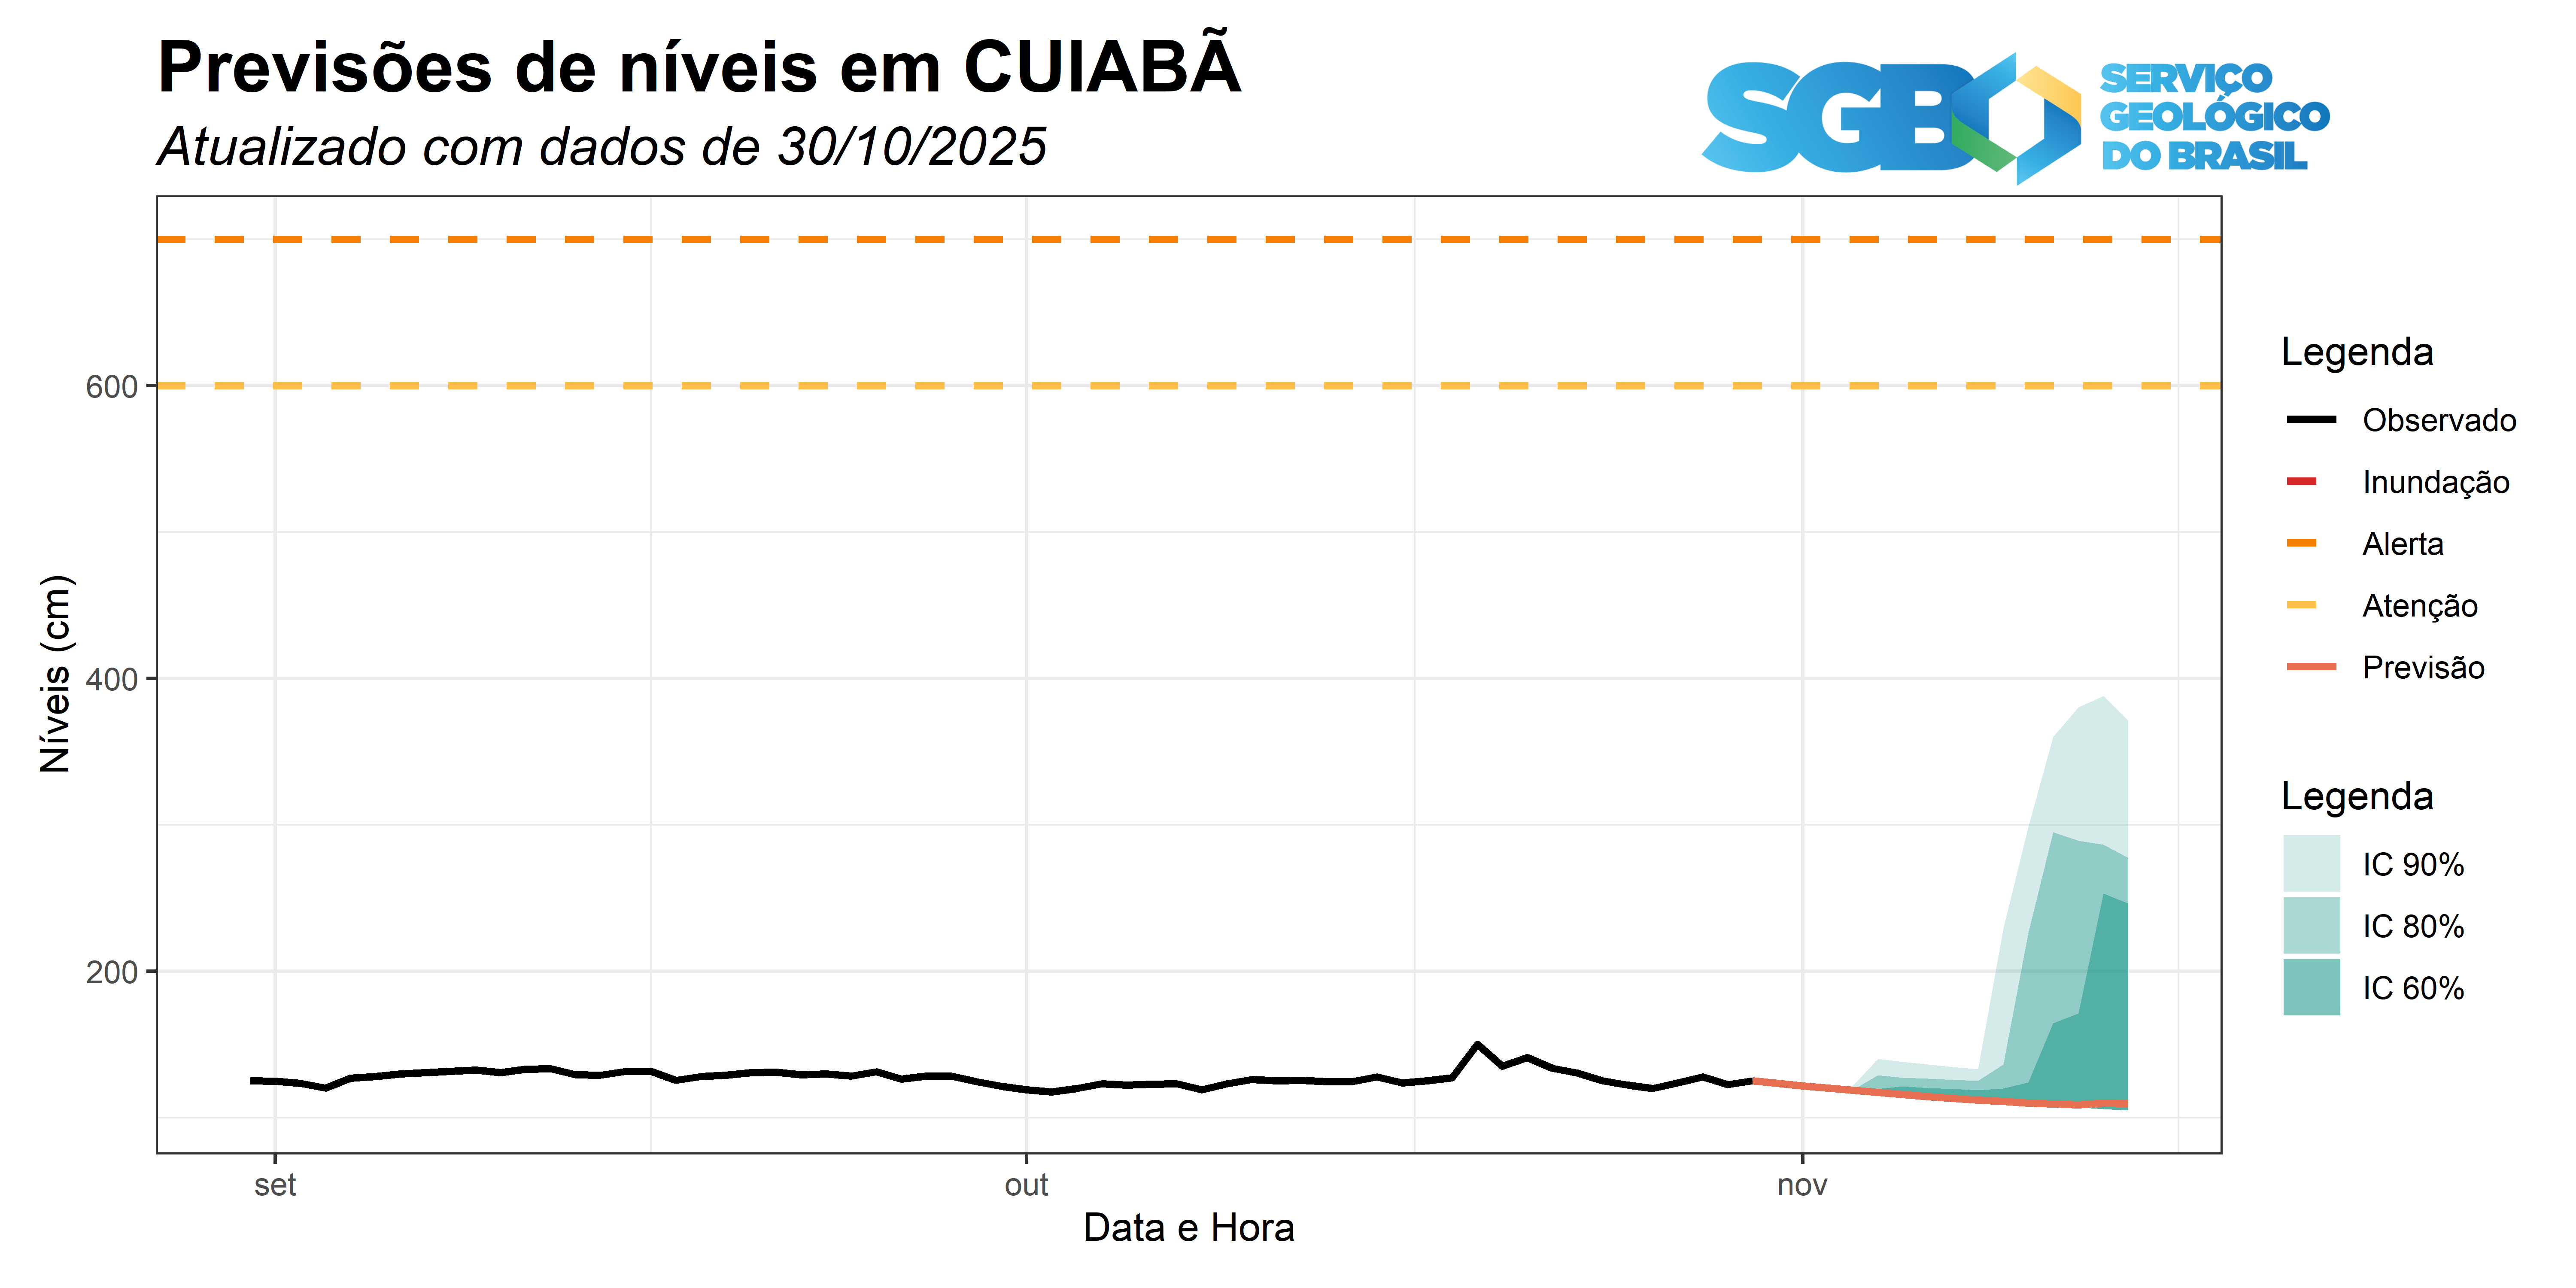 Previsões de níveis em CUIABÃ
Atualizado com dados de 30/10/2025
SGB
SERVIÇO
GEOLÓGICO
DO BRASIL
Níveis (cm)
600
400
200
set
out
nov
Data e Hora
Legenda
Observado
Inundação
Alerta
Atenção
Previsão
Legenda
IC 90%
IC 80%
IC 60%